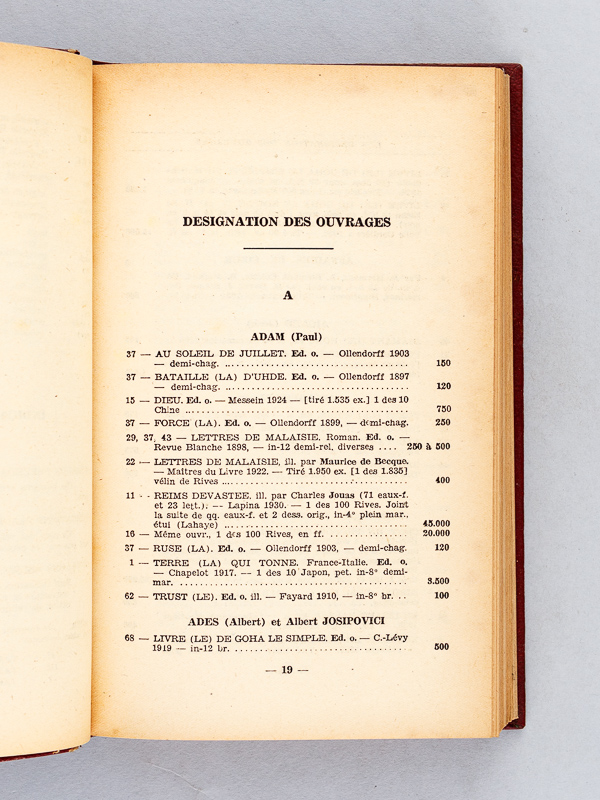 DESIGNATION DES OUVRAGES
A
ADAM (Paul)
37 — AU SOLEIL DE JUILLET. Ed. o. — Ollendorff 1903
— demi-chag. ................................... 150
37 — BATAILLE (LA) D'UHDE. Ed. o. — Ollendorff 1897
— demi-chag. ................................... 120
15 — DIEU. Ed. o. — Messein 1924 — [tiré 1.535 ex.] 1 des 10
Chine ........................................... 750
37 — FORCE (LA). Ed. o. — Ollendorff 1899, — demi-chag. 250
29, 37, 43 — LETTRES DE MALAISIE. Roman. Ed. o. —
Revue Blanche 1898, — in-12 demi-rel. diverses .... 250 à 500
22 — LETTRES DE MALAISIE, ill. par Maurice de Becque.
— Maîtres du Livre 1922. — Tiré 1.950 ex. [1 des 1.835]
vélin de Rives ................................... 400
11 - - REIMS DEVASTEE, ill. par Charles Jouas (71 eaux-f.
et 23 lett.). — Lapina 1930. — 1 des 100 Rives. Joint
la suite de qq. eaux-f. et 2 dess. orig., in-4° plein mar.,
étui (Lahaye) ................................... 45.000
16 — Même ouvr., 1 des 100 Rives, en ff. ................ 20.000
37 — RUSE (LA). Ed. o. — Ollendorff 1903, — demi-chag. 120
1 — TERRE (LA) QUI TONNE. France-Italie. Ed. o.
— Chapelot 1917. — 1 des 10 Japon, pet. in-8° demi-
mar. ........................................... 3.500
62 — TRUST (LE). Ed. o. ill. — Fayard 1910, — in-8° br. .. 100
ADES (Albert) et Albert JOSIPOVICI
68 — LIVRE (LE) DE GOHA LE SIMPLE. Ed. o. — C.-Lévy
1919 — in-12 br. ................................... 500
— 19 —